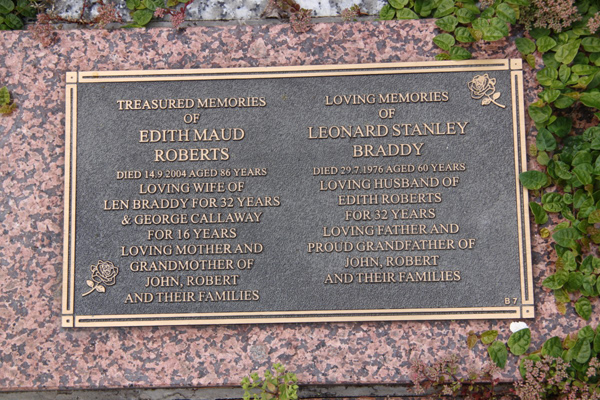 TREASURED MEMORIES
OF
EDITH MAUD
ROBERTS
DIED 14.9.2004 AGED 86 YEARS
LOVING WIFE OF
LEN BRADDY FOR 32 YEARS
& GEORGE CALLAWAY
FOR 16 YEARS
LOVING MOTHER AND
GRANDMOTHER OF
JOHN, ROBERT
AND THEIR FAMILIES
LOVING MEMORIES
OF
LEONARD STANLEY
BRADDY
DIED 29.7.1976 AGED 60 YEARS
LOVING HUSBAND OF
EDITH ROBERTS
FOR 32 YEARS
LOVING FATHER AND
PROUD GRANDFATHER OF
JOHN, ROBERT
AND THEIR FAMILIES
B 7